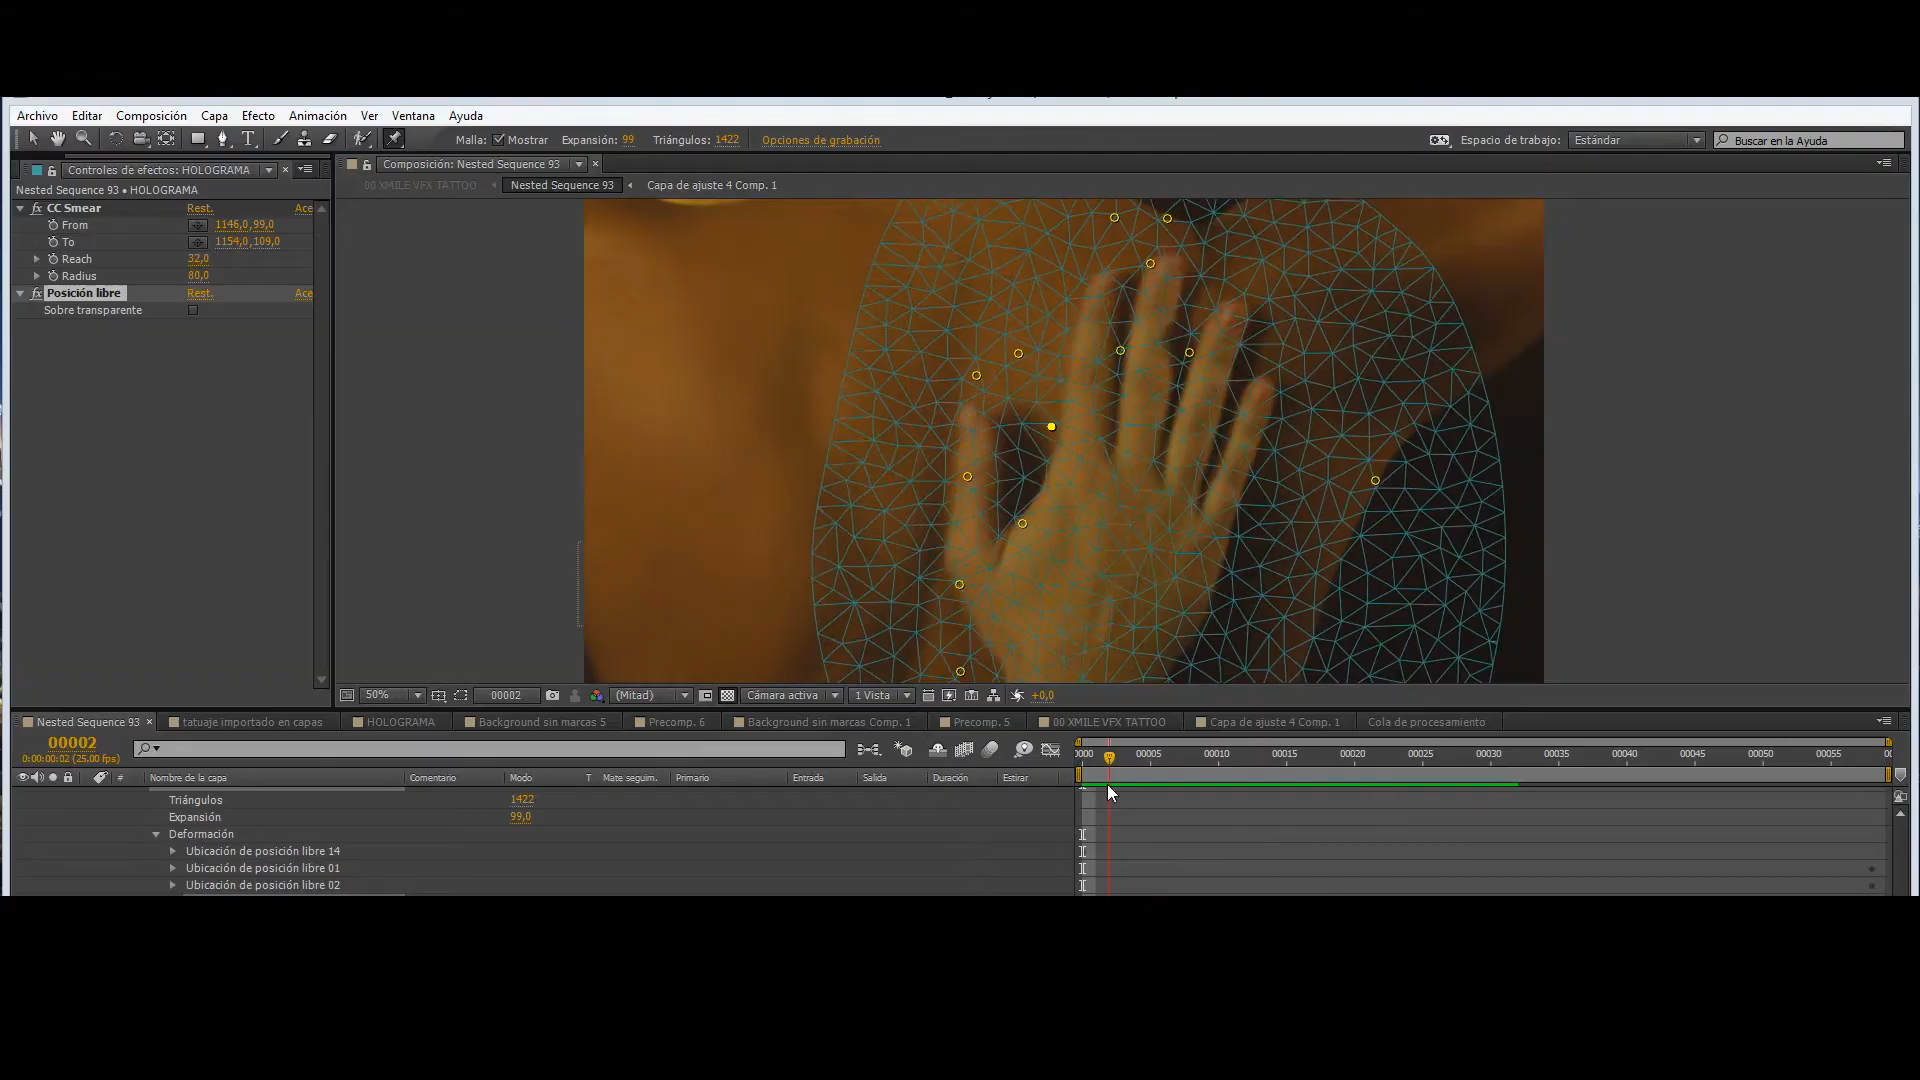 Archivo Editar Composición Capa Efecto Animación Ver Ventana Ayuda
Malla: Mostrar Expansión: 99 Triángulos: 1422 Opciones de grabación Espacio de trabajo: Estándar Buscar en la Ayuda
Controles de efectos: HOLOGRAMA
Composición: Nested Sequence 93
00 XMILE VFX TATTOO Nested Sequence 93 Capa de ajuste 4 Comp. 1
Nested Sequence 93 • HOLOGRAMA
fx CC Smear Rest. Ace
From 1146,0,99,0
To 1154,0,109,0
Reach 32,0
Radius 80,0
fx Posición libre Rest. Ace
Sobre transparente
50% 00002 (Mitad) Cámara activa 1 Vista +0,0
Nested Sequence 93 tatuaje importado en capas HOLOGRAMA Background sin marcas 5 Precomp. 6 Background sin marcas Comp. 1 Precomp. 5 00 XMILE VFX TATTOO Capa de ajuste 4 Comp. 1 Cola de procesamiento
00002
0:00:00:02 (25.00 fps)
0000 00005 00010 00015 00020 00025 00030 00035 00040 00045 00050 00055 00
# Nombre de la capa Comentario Modo T Mate seguim. Primario Entrada Salida Duración Estirar
Triángulos 1422
Expansión 99,0
Deformación
Ubicación de posición libre 14
Ubicación de posición libre 01
Ubicación de posición libre 02